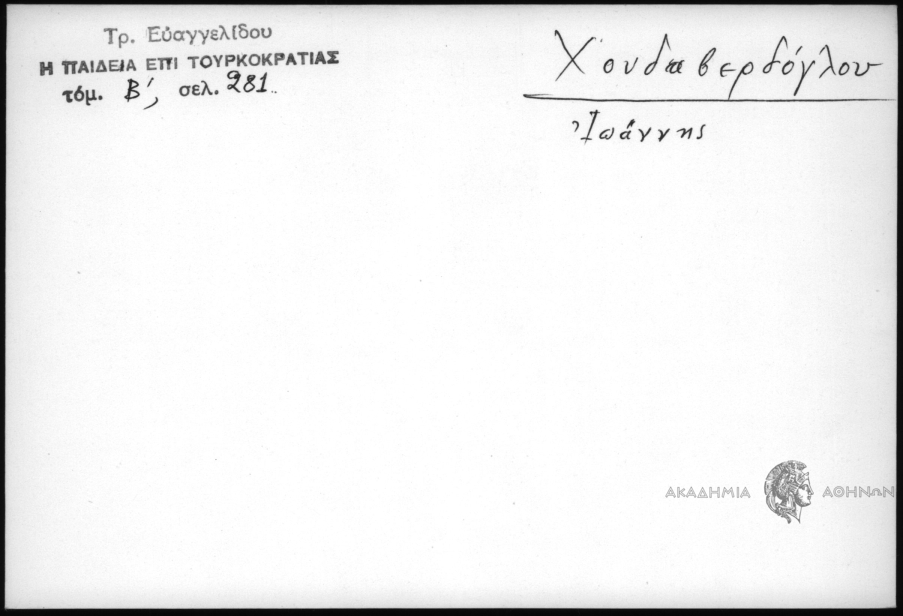 Τρ. Εὐαγγελίδου
Η ΠΑΙΔΕΙΑ ΕΠΙ ΤΟΥΡΚΟΚΡΑΤΙΑΣ
τόμ. Β΄, σελ. 281
Χουδαβερδόγλου
Ἰωάννης
ΑΚΑΔΗΜΙΑ ΑΘΗΝΩΝ